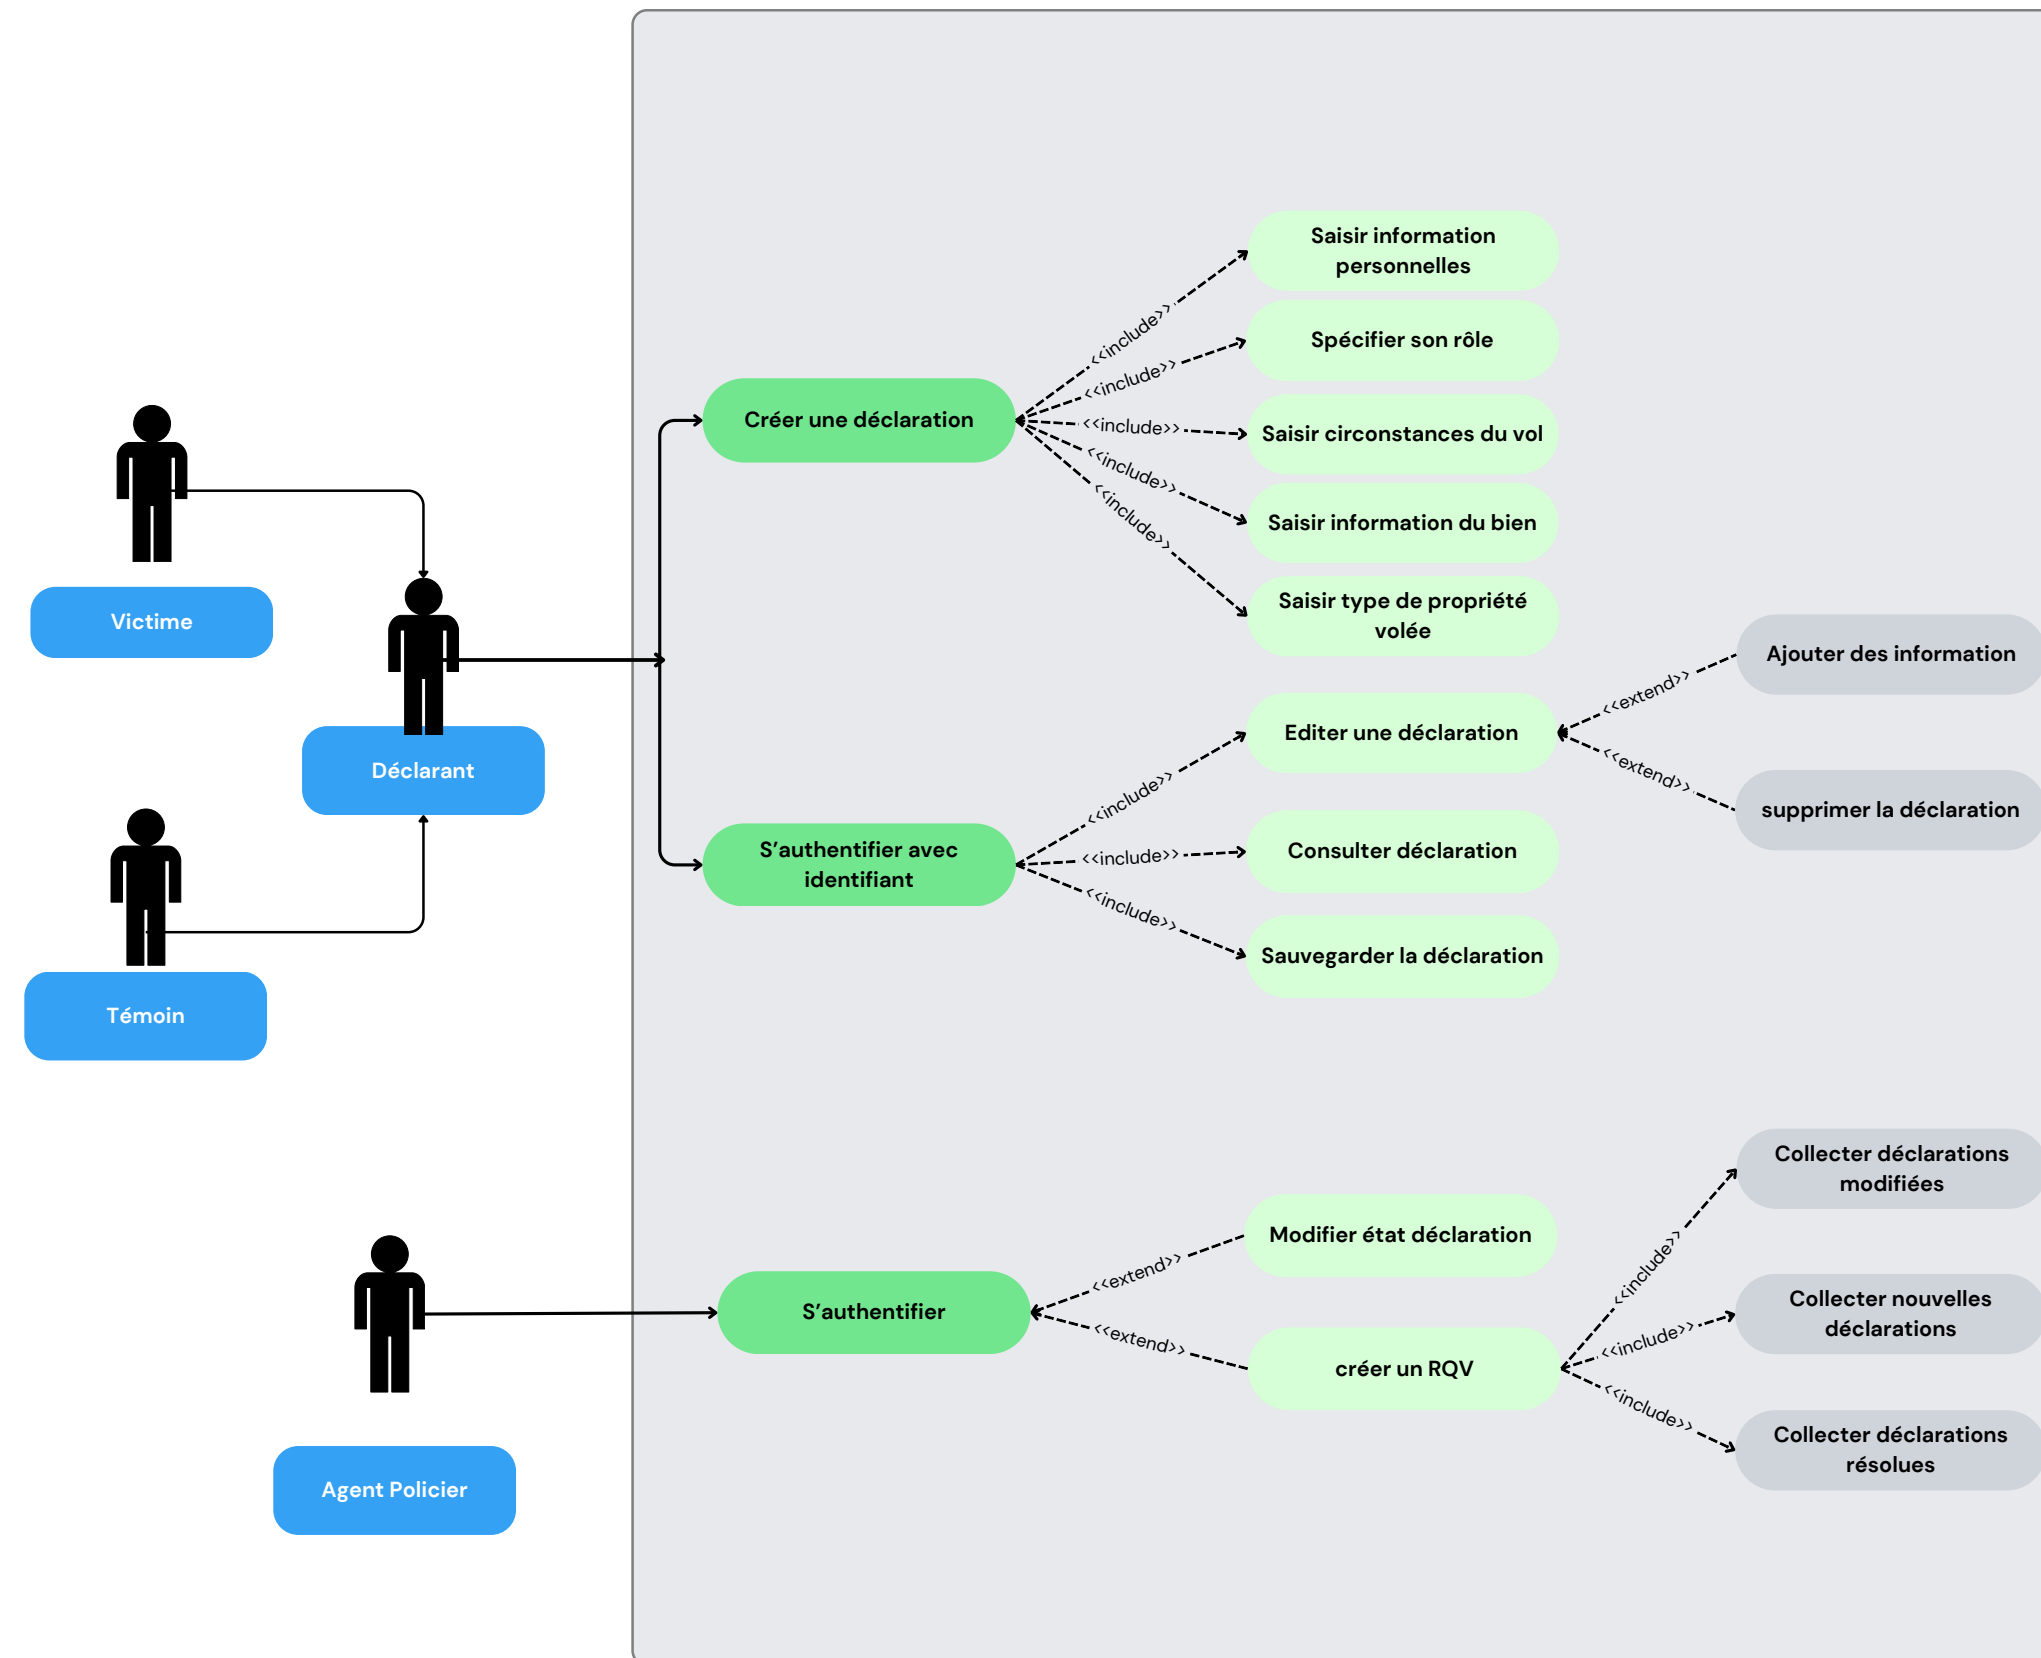 Saisir information
personnelles
<<include>>
Spécifier son rôle
<<include>>
Créer une déclaration
<<include>>
Saisir circonstances du vol
<<include>>
Saisir information du bien
<<include>>
Saisir type de propriété
volée
Victime
Déclarant
Témoin
Ajouter des information
<<extend>>
Editer une déclaration
<<extend>>
supprimer la déclaration
<<include>>
S’authentifier avec
identifiant
<<include>>
Consulter déclaration
<<include>>
Sauvegarder la déclaration
Collecter déclarations
modifiées
Modifier état déclaration
<<include>>
<<extend>>
S’authentifier
Collecter nouvelles
déclarations
<<include>>
<<extend>>
créer un RQV
<<include>>
Collecter déclarations
résolues
Agent Policier